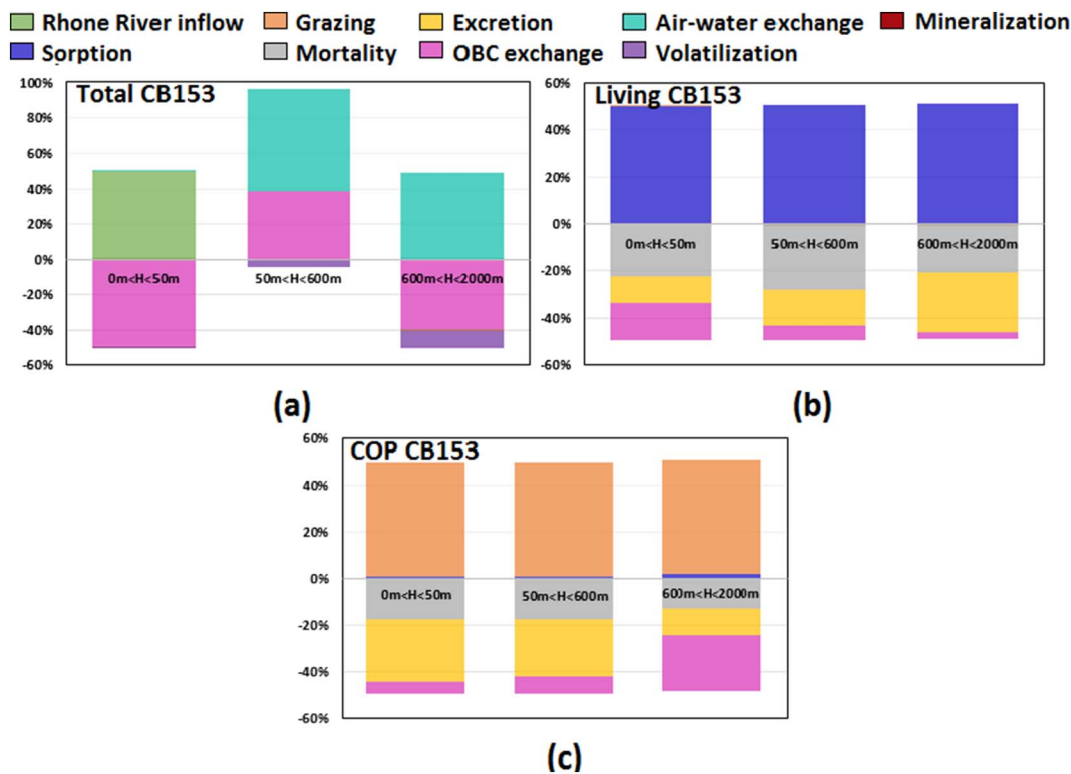 Rhone River inflow Grazing Excretion Air-water exchange Mineralization
Sorption Mortality OBC exchange Volatilization
100%
80%
60%
40%
20%
0%
-20%
-40%
-60%
Total CB153
0m<H<50m
50m<H<600m
600m<H<2000m
(a)
60%
40%
20%
0%
-20%
-40%
-60%
Living CB153
0m<H<50m
50m<H<600m
600m<H<2000m
(b)
60%
40%
20%
0%
-20%
-40%
-60%
COP CB153
0m<H<50m
50m<H<600m
600m<H<2000m
(c)